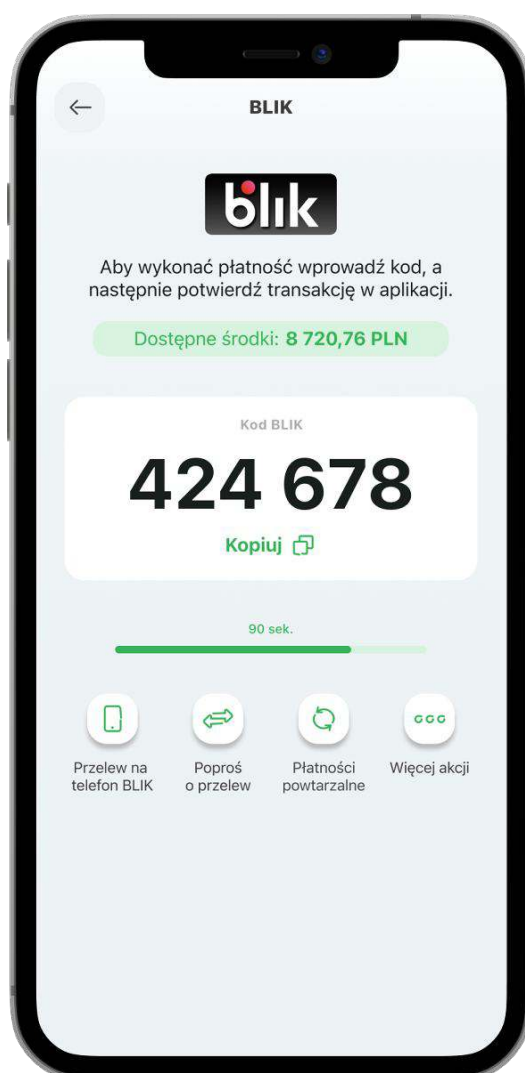 BLIK
blik
Aby wykonać płatność wprowadź kod, a
następnie potwierdź transakcję w aplikacji.
Dostępne środki: 8 720,76 PLN
Kod BLIK
424 678
Kopiuj
90 sek.
Przelew na
telefon BLIK
Poproś
o przelew
Płatności
powtarzalne
Więcej akcji